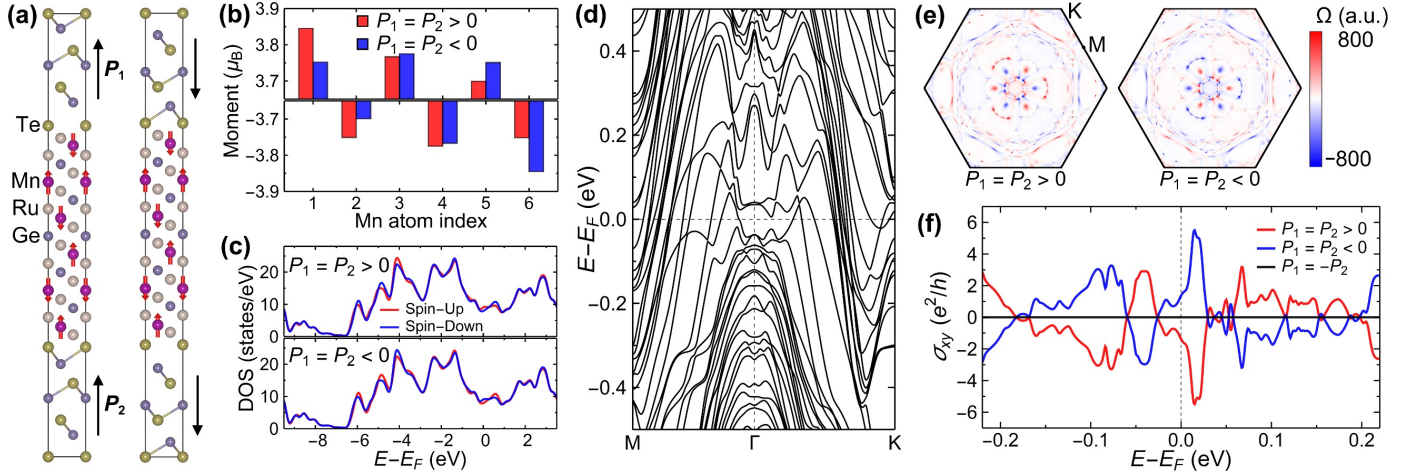 (a)
P₁
Te
Mn
Ru
Ge
P₂
(b)
3.9
3.8
3.7
−3.7
−3.8
−3.9
Moment (μB)
P₁ = P₂ > 0
P₁ = P₂ < 0
1 2 3 4 5 6
Mn atom index
(c)
20
10
0
20
10
0
DOS (states/eV)
P₁ = P₂ > 0
Spin−Up
Spin−Down
P₁ = P₂ < 0
−8 −6 −4 −2 0 2
E−EF (eV)
(d)
0.4
0.2
0.0
−0.2
−0.4
E−EF (eV)
M Γ K
(e)
K
M
P₁ = P₂ > 0
P₁ = P₂ < 0
Ω (a.u.)
800
−800
(f)
6
4
2
0
−2
−4
−6
σxy (e²/h)
P₁ = P₂ > 0
P₁ = P₂ < 0
P₁ = −P₂
−0.2 −0.1 0.0 0.1 0.2
E−EF (eV)